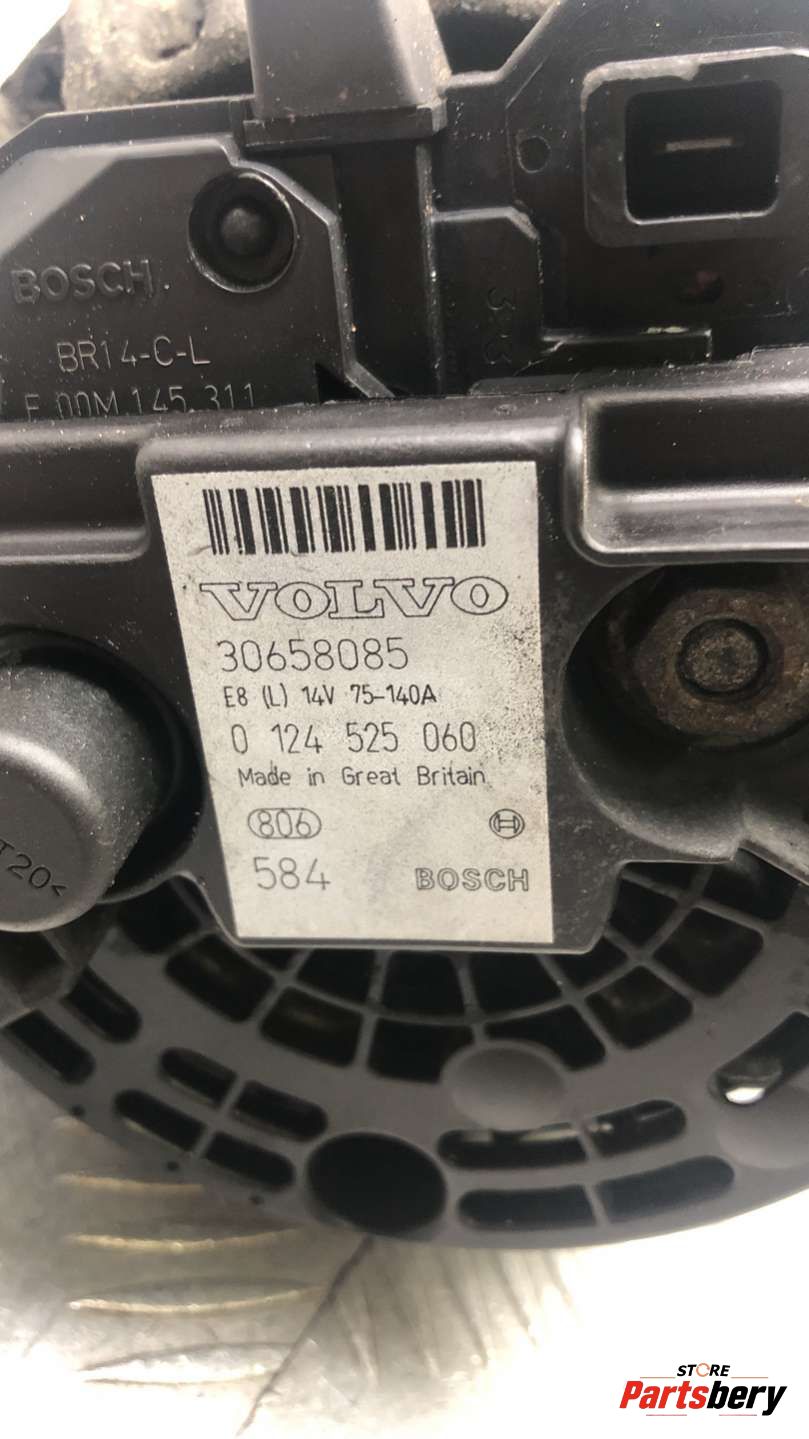 BOSCH
BR14-C-L
F 00M 145 311
VOLVO
30658085
E8 (L) 14V 75-140A
0 124 525 060
Made in Great Britain
806
584 BOSCH
T20<
STORE
Partsbery